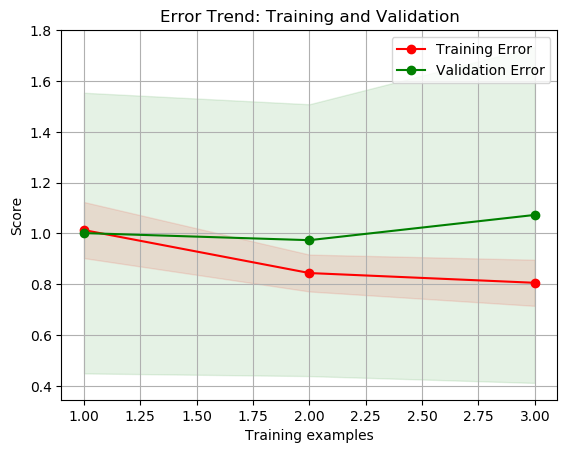 Error Trend: Training and Validation
Training Error
Validation Error
Score
1.8
1.6
1.4
1.2
1.0
0.8
0.6
0.4
1.00 1.25 1.50 1.75 2.00 2.25 2.50 2.75 3.00
Training examples